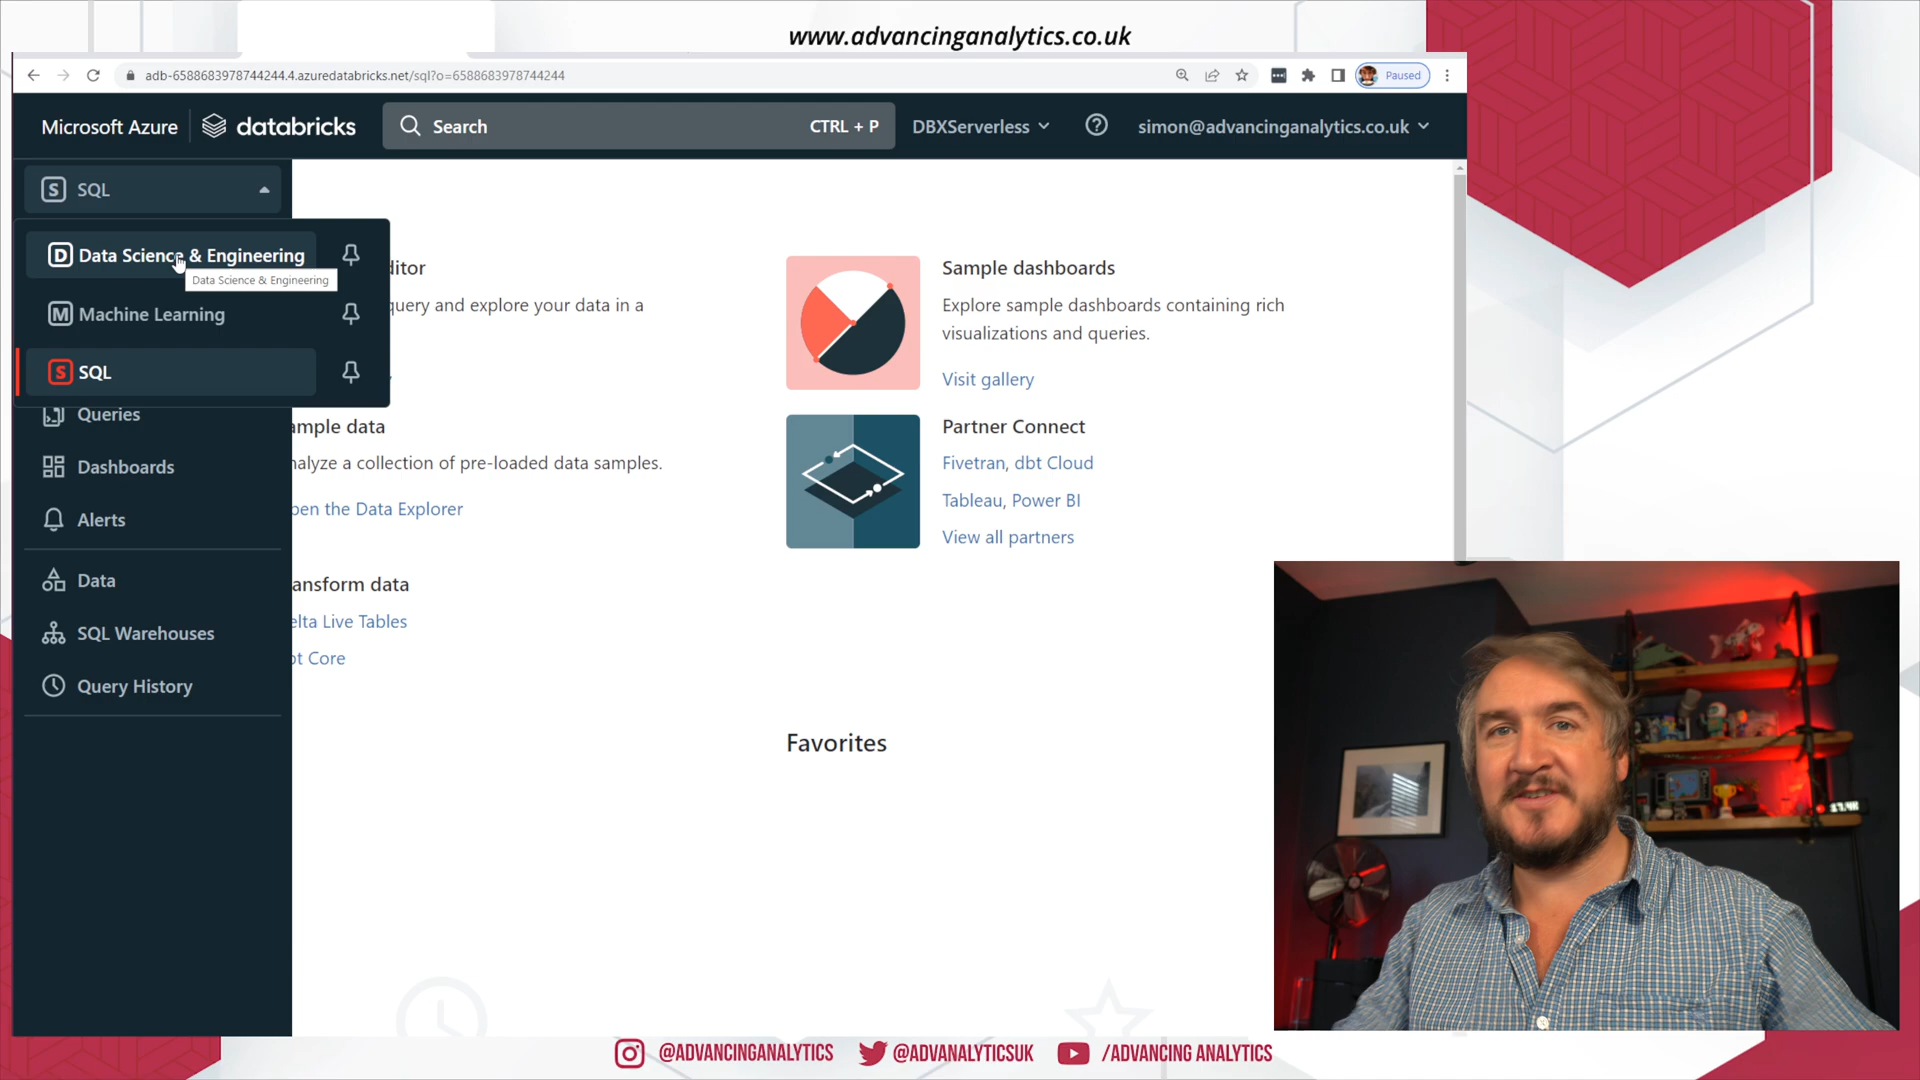 www.advancinganalytics.co.uk
adb-6588683978744244.4.azuredatabricks.net/sql?o=6588683978744244
Paused
Microsoft Azure databricks Search CTRL + P DBXServerless simon@advancinganalytics.co.uk
SQL
Data Science & Engineering
Data Science & Engineering
Machine Learning
SQL
Queries
Dashboards
Alerts
Data
SQL Warehouses
Query History
ditor
query and explore your data in a
ample data
nalyze a collection of pre-loaded data samples.
pen the Data Explorer
ansform data
elta Live Tables
bt Core
Sample dashboards
Explore sample dashboards containing rich
visualizations and queries.
Visit gallery
Partner Connect
Fivetran, dbt Cloud
Tableau, Power BI
View all partners
Favorites
@ADVANCINGANALYTICS @ADVANALYTICSUK /ADVANCING ANALYTICS